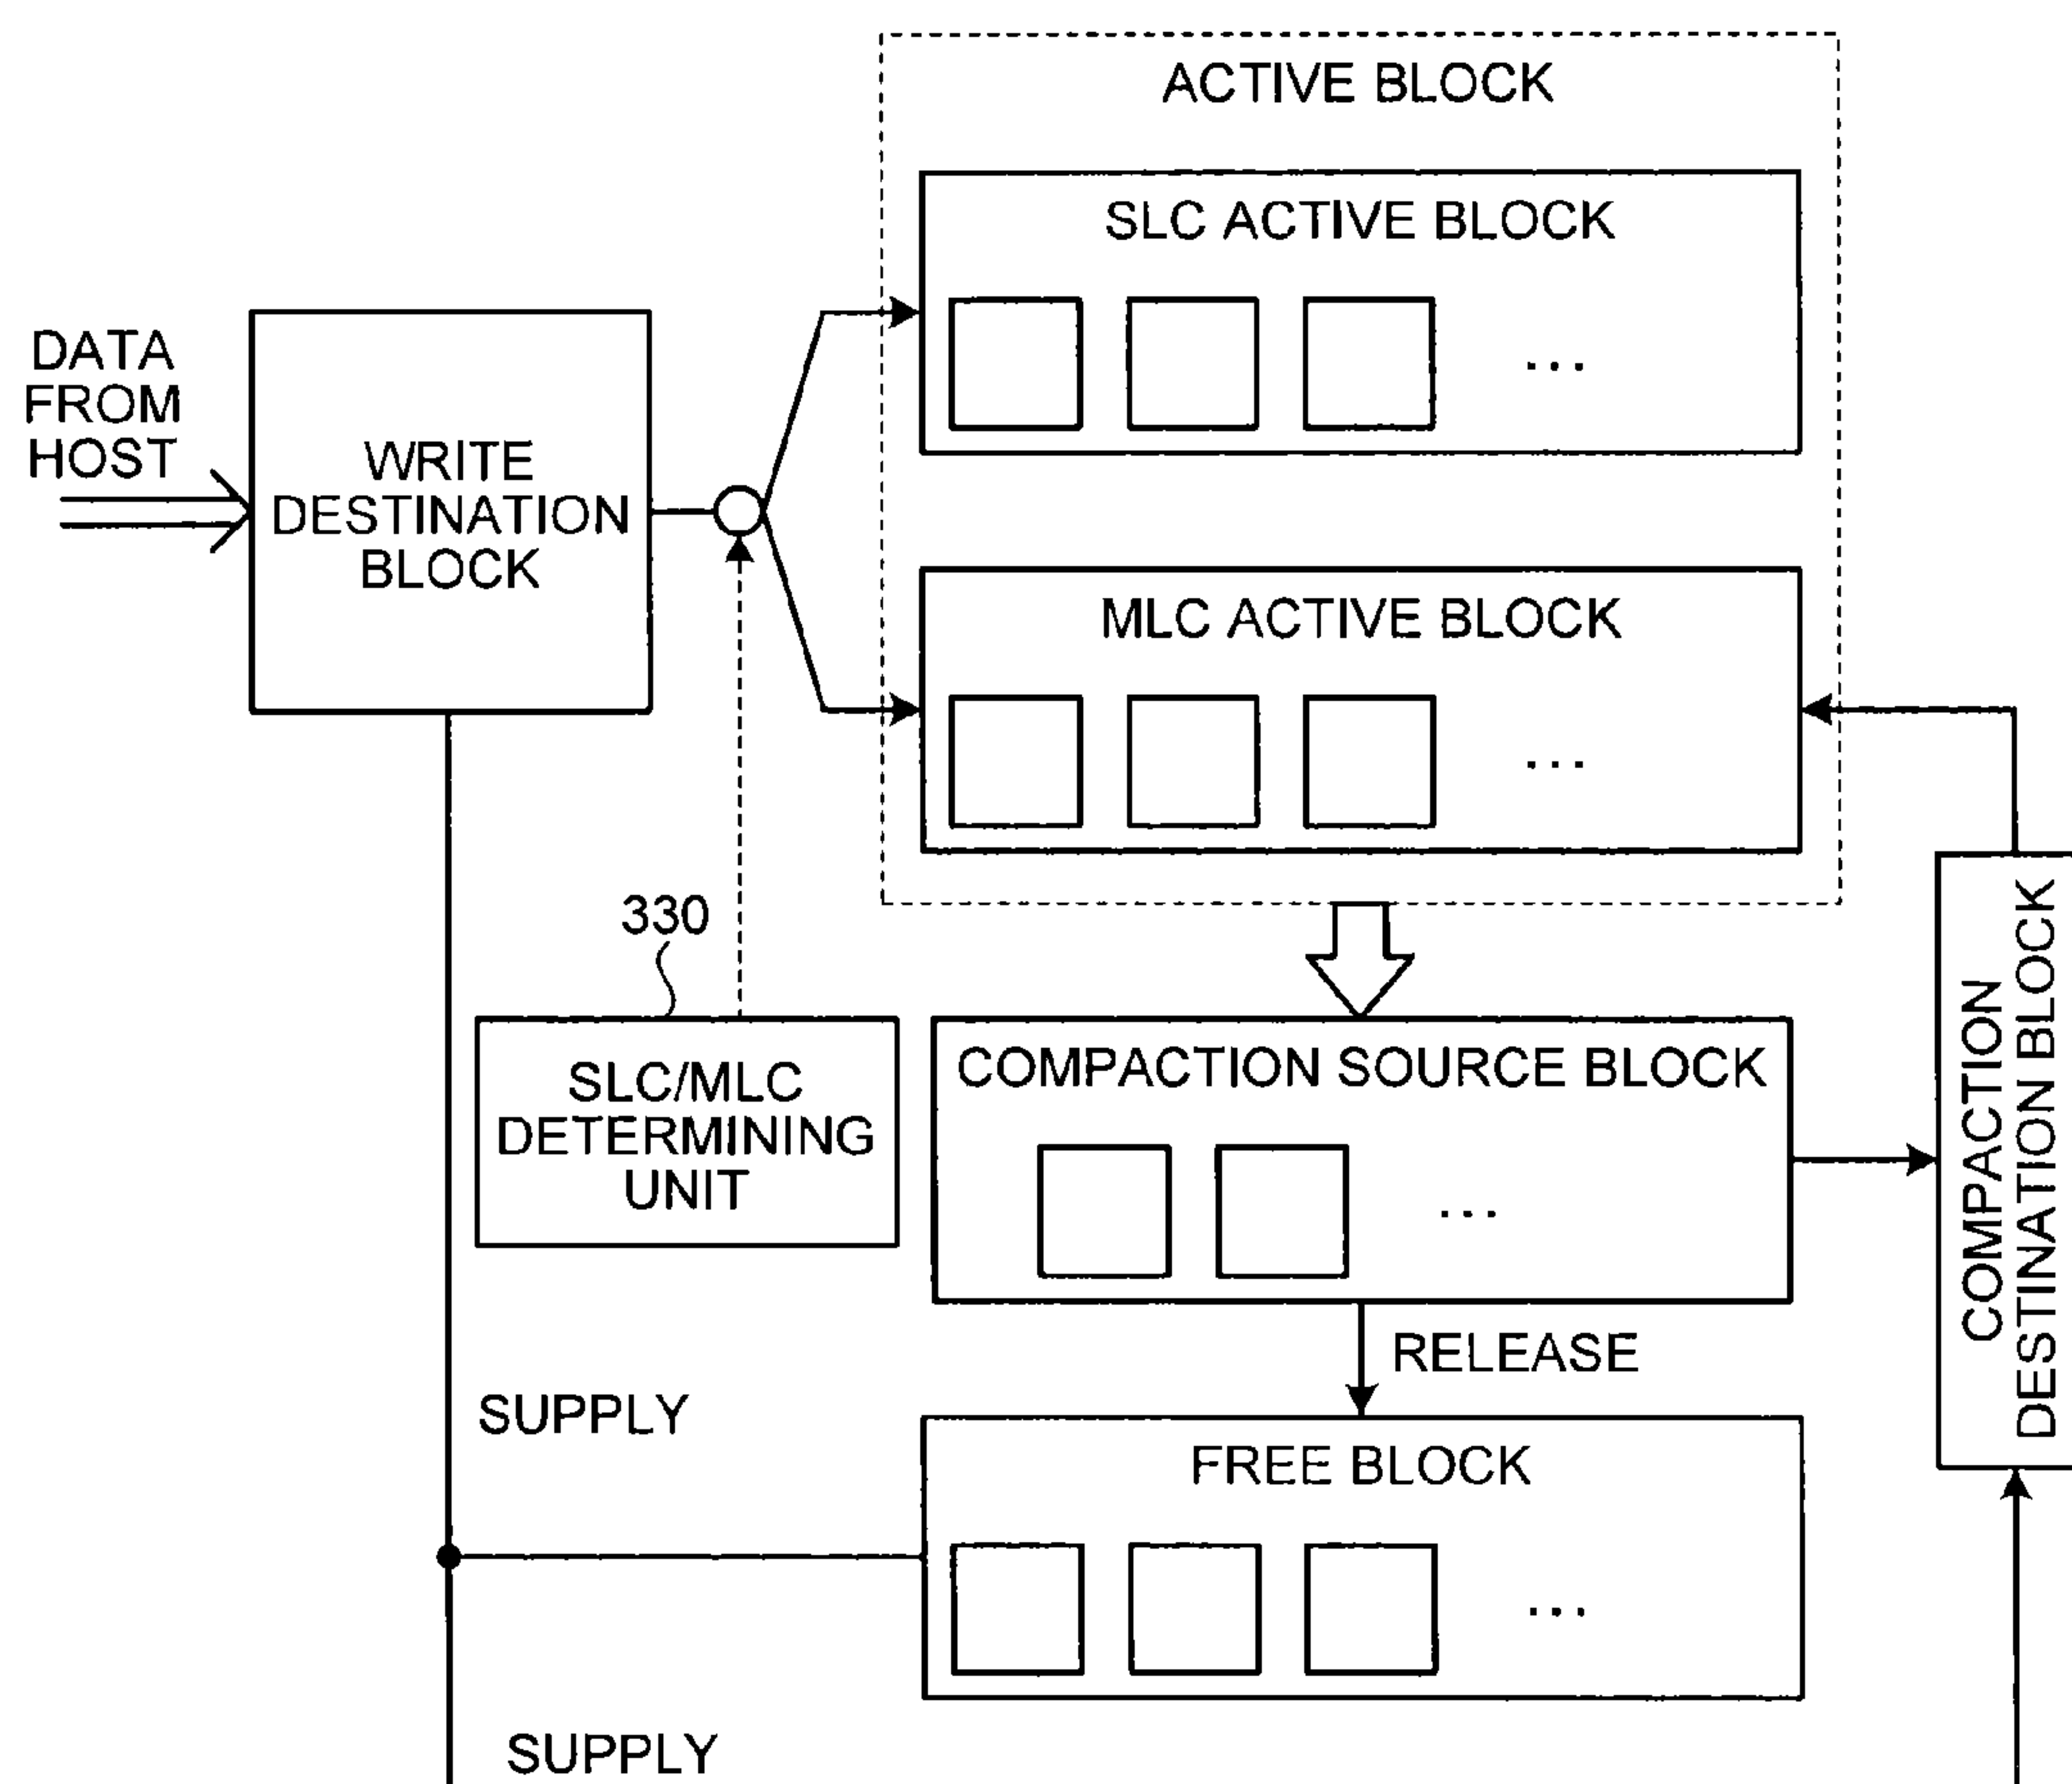 ACTIVE BLOCK
SLC ACTIVE BLOCK
...
DATA
FROM
HOST
WRITE
DESTINATION
BLOCK
MLC ACTIVE BLOCK
...
330
SLC/MLC
DETERMINING
UNIT
COMPACTION SOURCE BLOCK
...
COMPACTION
DESTINATION BLOCK
RELEASE
SUPPLY
FREE BLOCK
...
SUPPLY